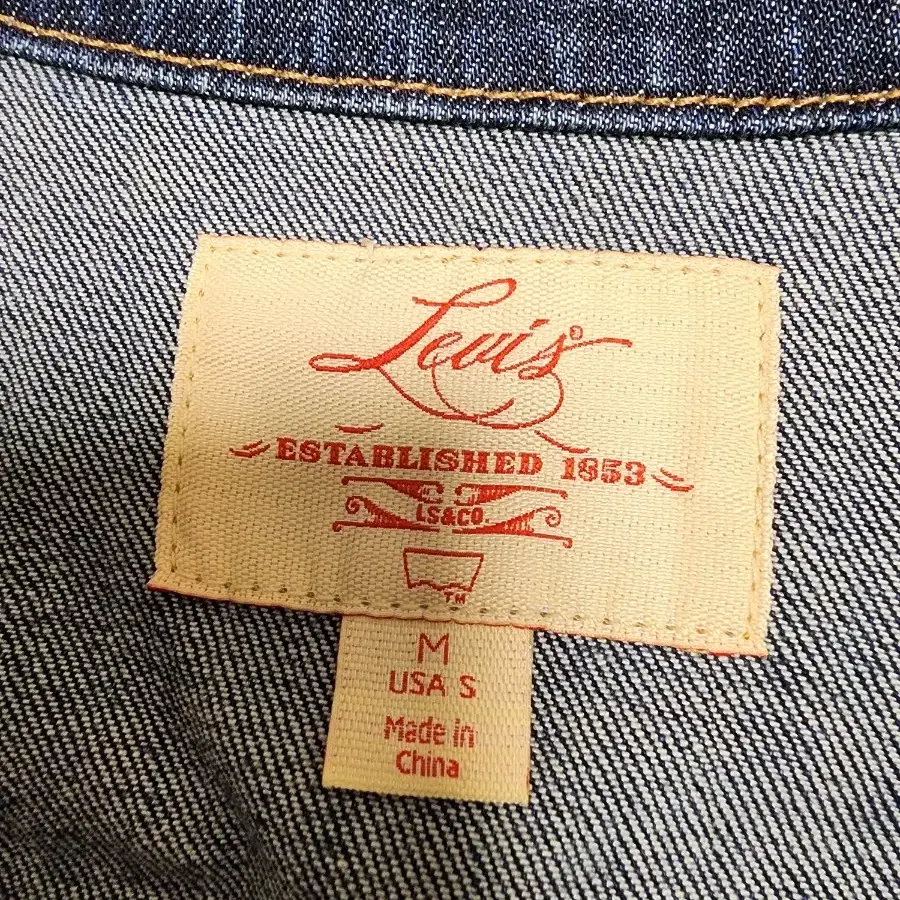 Levi's®
ESTABLISHED 1853
LS&CO.
TM
M
USA S
Made in
China